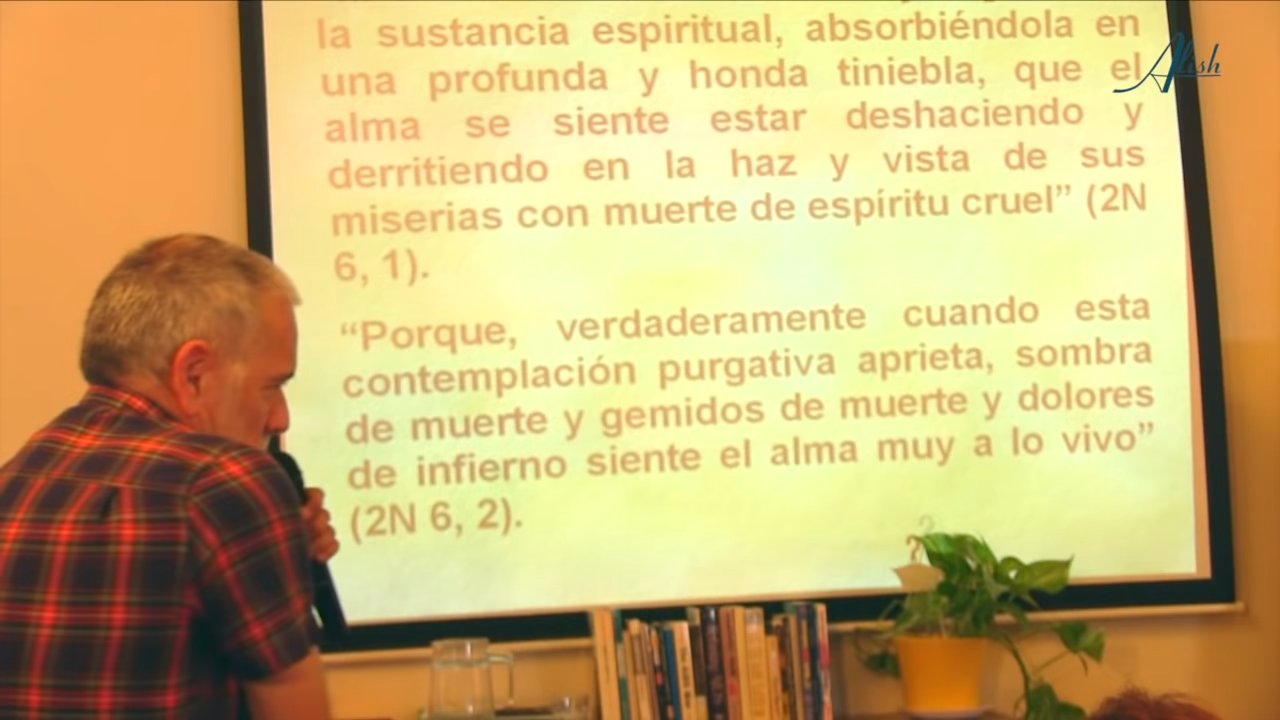 la sustancia espiritual, absorbiéndola en
una profunda y honda tiniebla, que el
alma se siente estar deshaciendo y
derritiendo en la haz y vista de sus
miserias con muerte de espíritu cruel” (2N
6, 1).
“Porque, verdaderamente cuando esta
contemplación purgativa aprieta, sombra
de muerte y gemidos de muerte y dolores
de infierno siente el alma muy a lo vivo”
(2N 6, 2).